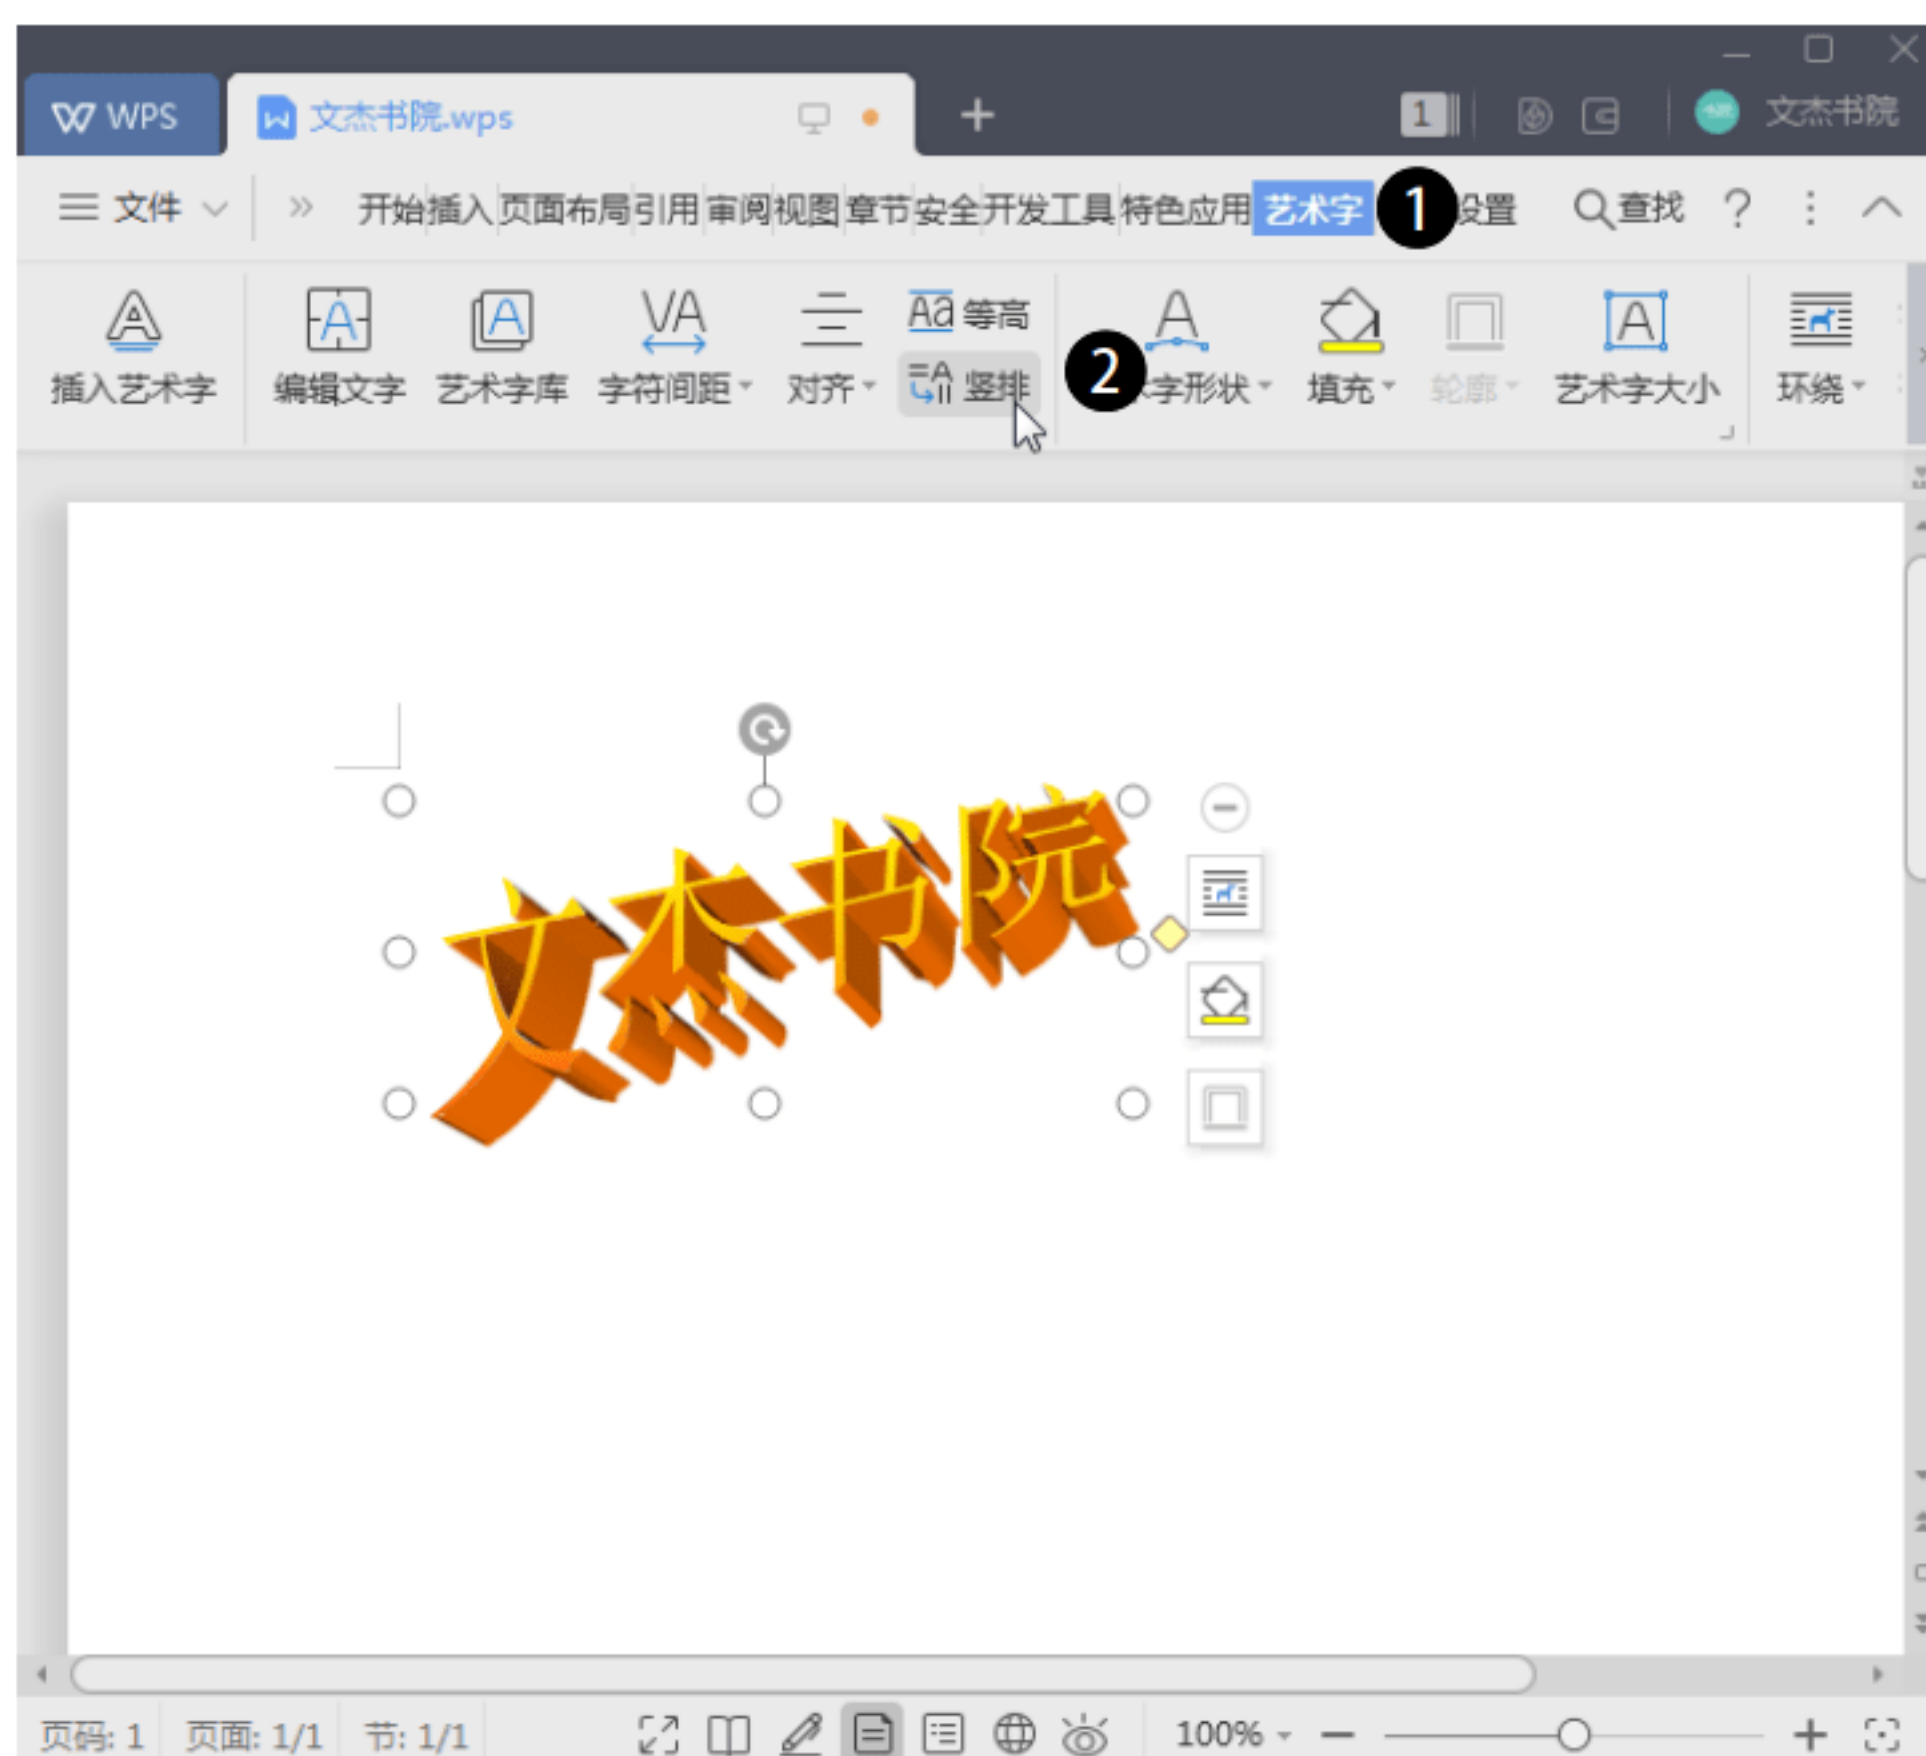 WPS 文杰书院.wps 1 文杰书院
文件 开始 插入 页面布局 引用 审阅 视图 章节 安全 开发工具 特色应用 艺术字 1 设置 查找 ?
Aa 等高
插入艺术字 编辑文字 艺术字库 字符间距 对齐 竖排 2 字形状 填充 轮廓 艺术字大小 环绕
文杰书院
页码: 1 页面: 1/1 节: 1/1 100%